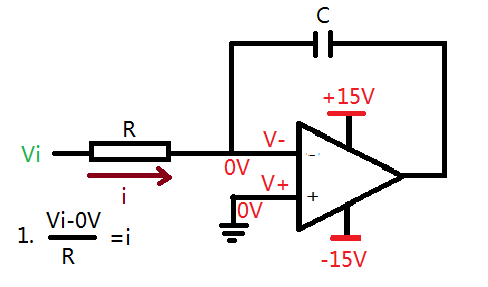 C
+15V
R
V-
Vi
-
0V
V+
+
i
0V
1. Vi-0V
R
=i
-15V